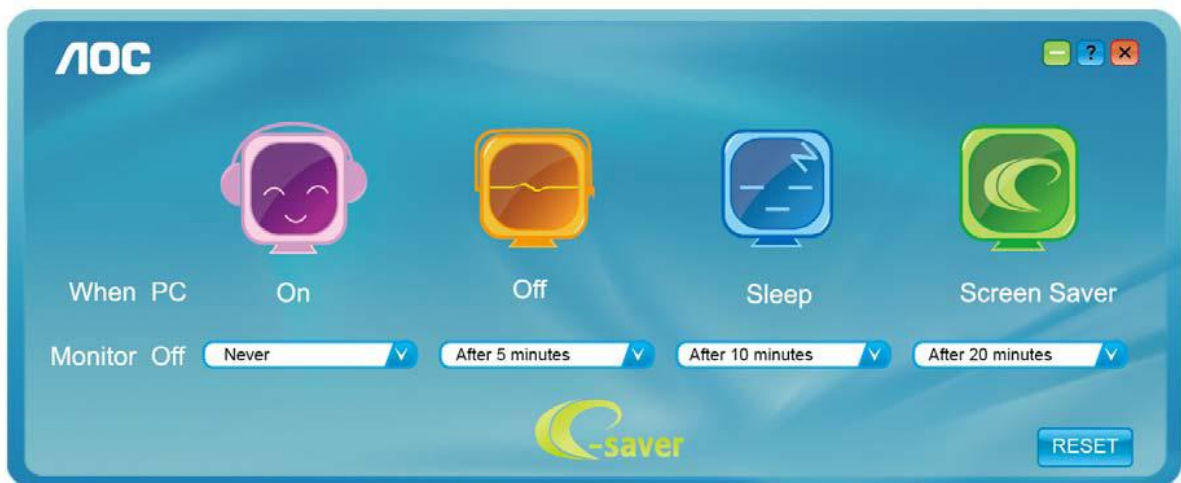 AOC
?
When PC On Off Sleep Screen Saver
Monitor Off Never After 5 minutes After 10 minutes After 20 minutes
e-saver
RESET